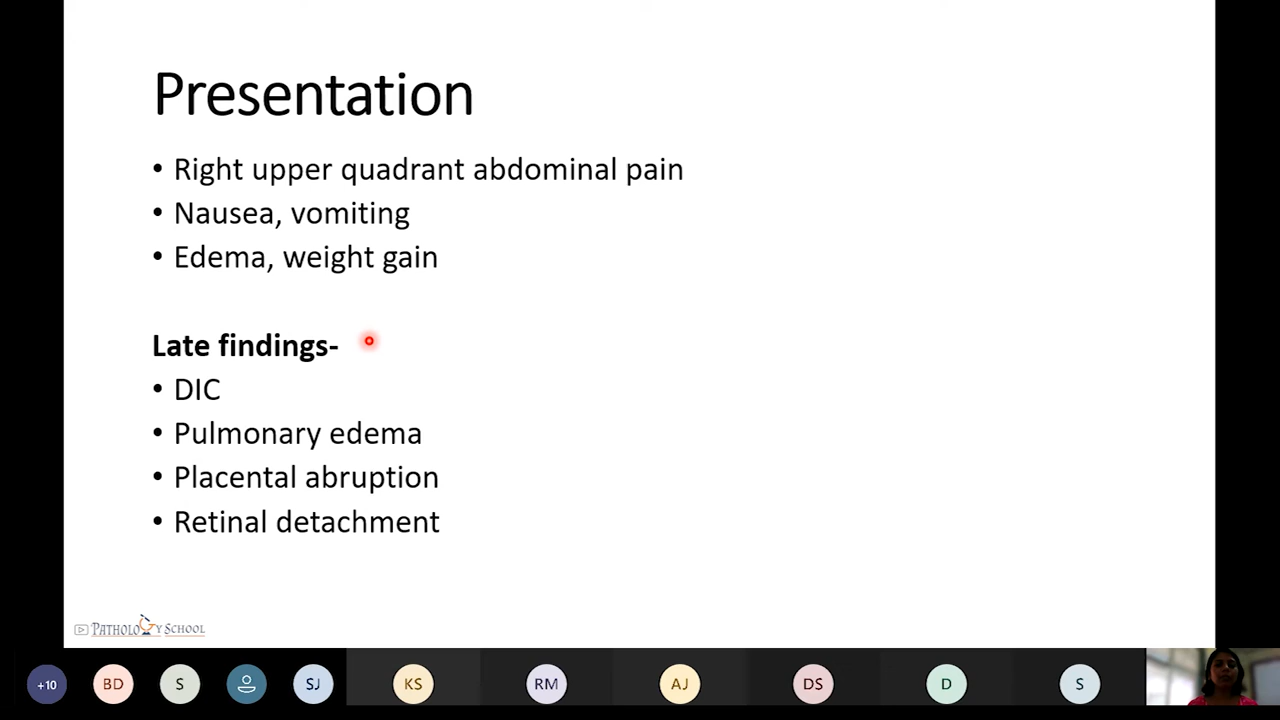 Presentation
• Right upper quadrant abdominal pain
• Nausea, vomiting
• Edema, weight gain
Late findings-
• DIC
• Pulmonary edema
• Placental abruption
• Retinal detachment
PATHOLOGY SCHOOL
+10 BD S SJ KS RM AJ DS D S